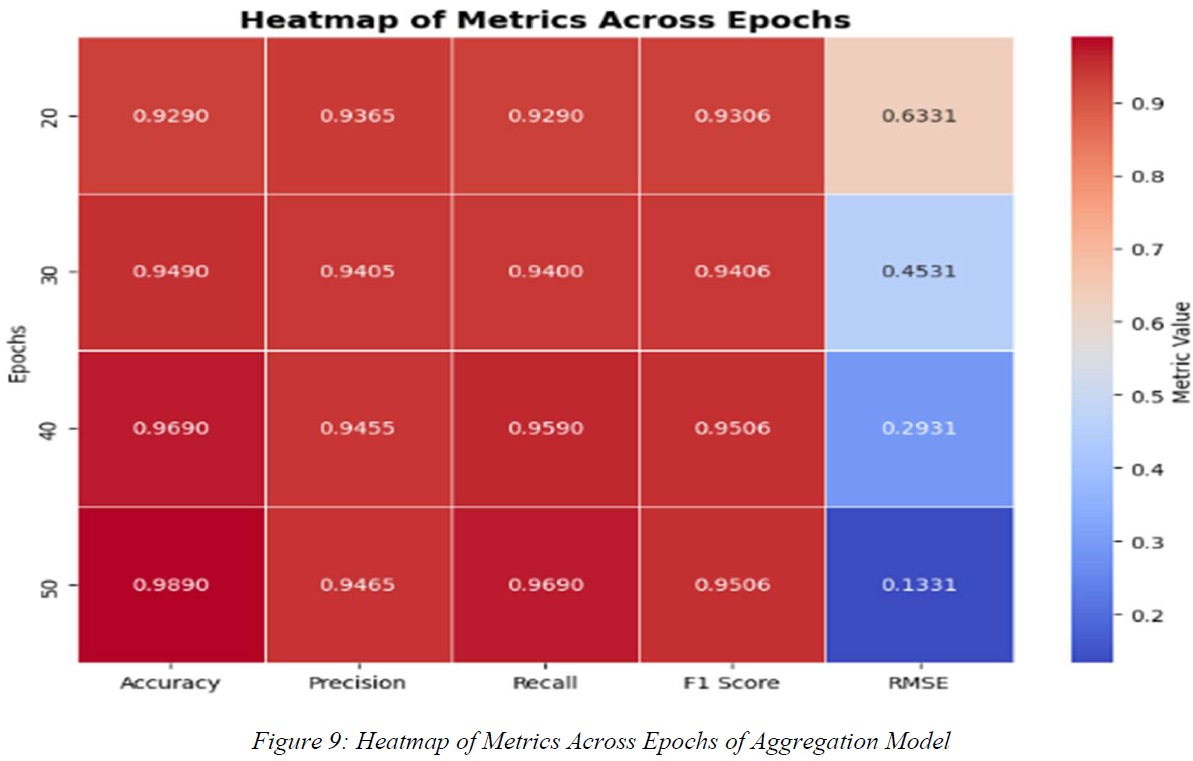 Heatmap of Metrics Across Epochs
20 0.9290 0.9365 0.9290 0.9306 0.6331
30 0.9490 0.9405 0.9400 0.9406 0.4531
40 0.9690 0.9455 0.9590 0.9506 0.2931
50 0.9890 0.9465 0.9690 0.9506 0.1331
Epochs
Accuracy Precision Recall F1 Score RMSE
0.9
0.8
0.7
0.6
0.5
0.4
0.3
0.2
Metric Value
Figure 9: Heatmap of Metrics Across Epochs of Aggregation Model